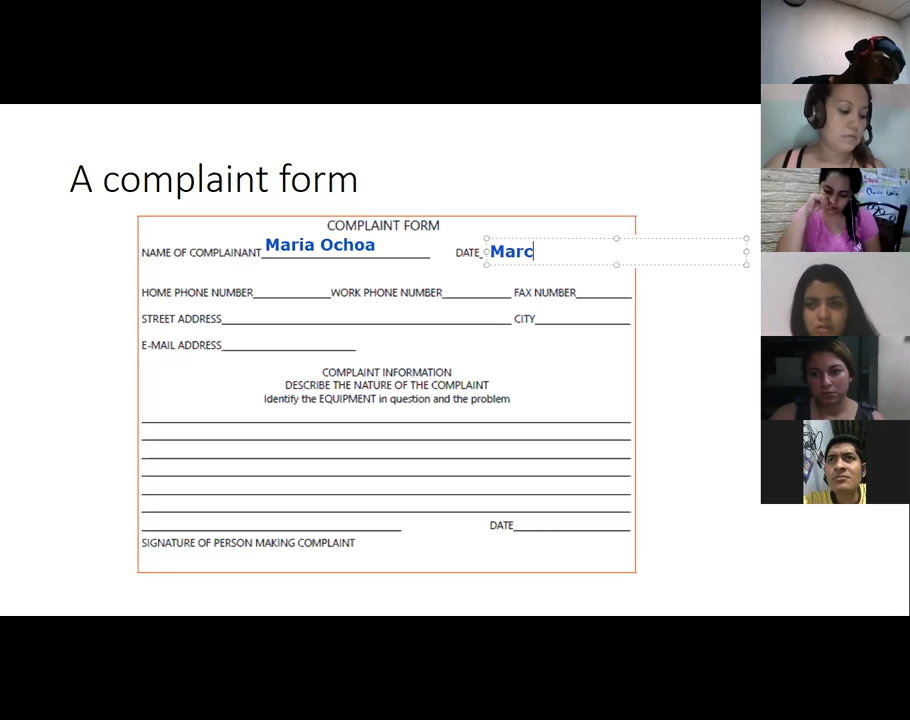 A complaint form
COMPLAINT FORM
NAME OF COMPLAINANT Maria Ochoa DATE Marc
HOME PHONE NUMBER WORK PHONE NUMBER FAX NUMBER
STREET ADDRESS CITY
E-MAIL ADDRESS
COMPLAINT INFORMATION
DESCRIBE THE NATURE OF THE COMPLAINT
Identify the EQUIPMENT in question and the problem
DATE
SIGNATURE OF PERSON MAKING COMPLAINT